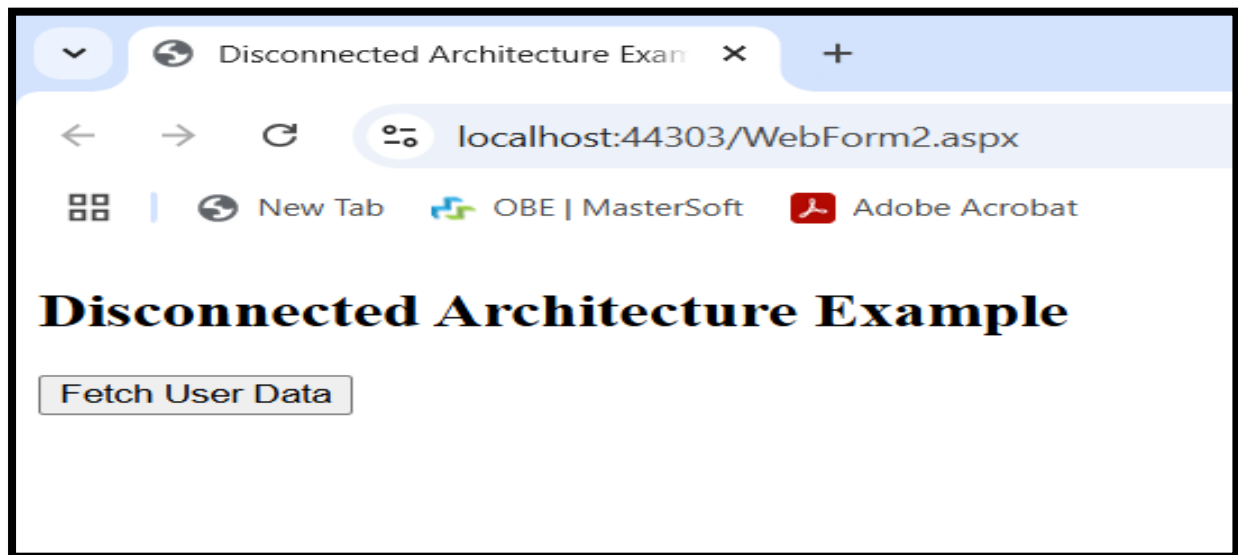 Disconnected Architecture Exam
localhost:44303/WebForm2.aspx
New Tab OBE | MasterSoft Adobe Acrobat
Disconnected Architecture Example
Fetch User Data